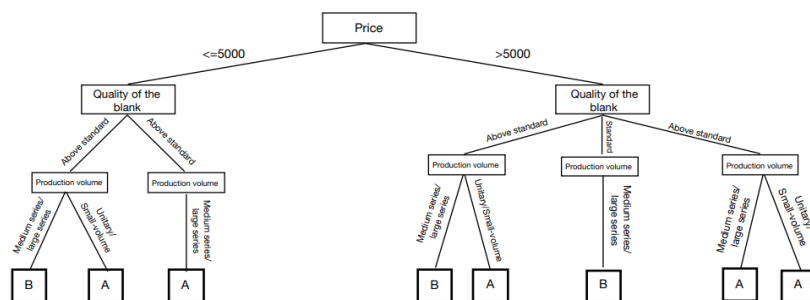 Price
<=5000
>5000
Quality of the
blank
Quality of the
blank
Above standard
Above standard
Above standard
Standard
Above standard
Production volume
Production volume
Production volume
Production volume
Production volume
Medium series/
large series
Unitary/
Small-volume
Medium series/
large series
Medium series/
large series
Unitary/Small-volume
Medium series/
large series
Medium series/
large series
Unitary/
Small-volume
B
A
A
B
A
B
A
A